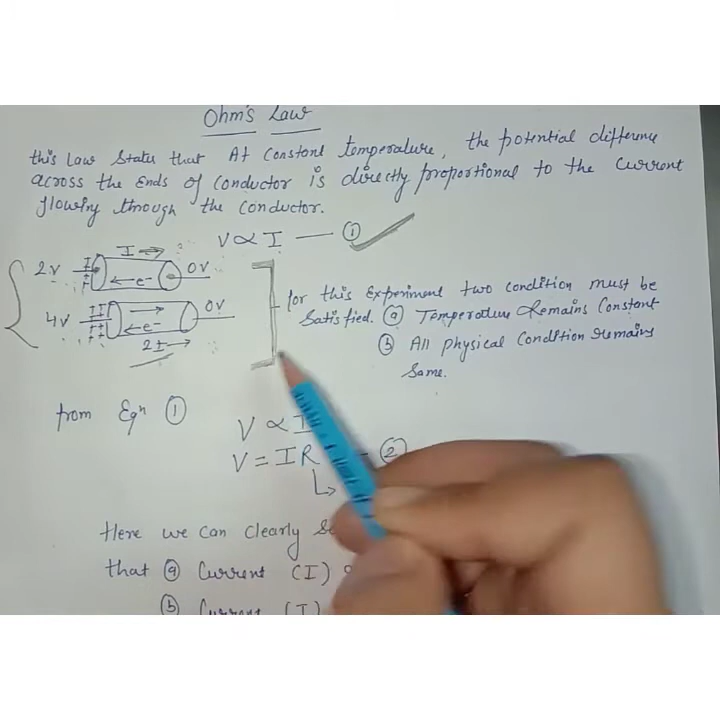 Ohm's Law
this Law States that At Constant temperature, the potential difference
across the Ends of Conductor is directly proportional to the Current
flowing through the Conductor.
V ∝ I — ①
I →
2v
e-
0v
4v
e-
0v
2I →
for this Experiment two condition must be
Satisfied. ⓐ Temperature Remains Constant
ⓑ All physical Condition Remains
Same.
from Eqn ①
V ∝ I
V = I R — ②
Here we can clearly
that ⓐ Current (I)
ⓑ Current (I)